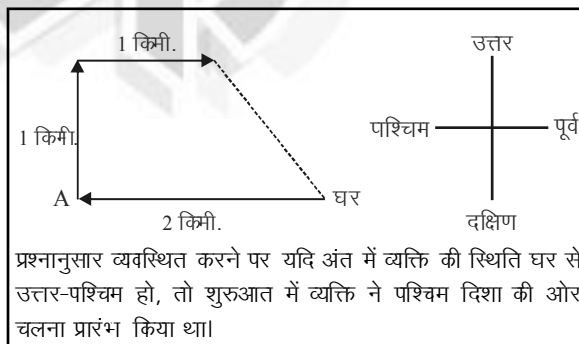 1 किमी.
उत्तर
1 किमी.
पश्चिम
पूर्व
A
घर
2 किमी.
दक्षिण
प्रश्नानुसार व्यवस्थित करने पर यदि अंत में व्यक्ति की स्थिति घर से
उत्तर-पश्चिम हो, तो शुरुआत में व्यक्ति ने पश्चिम दिशा की ओर
चलना प्रारंभ किया था।